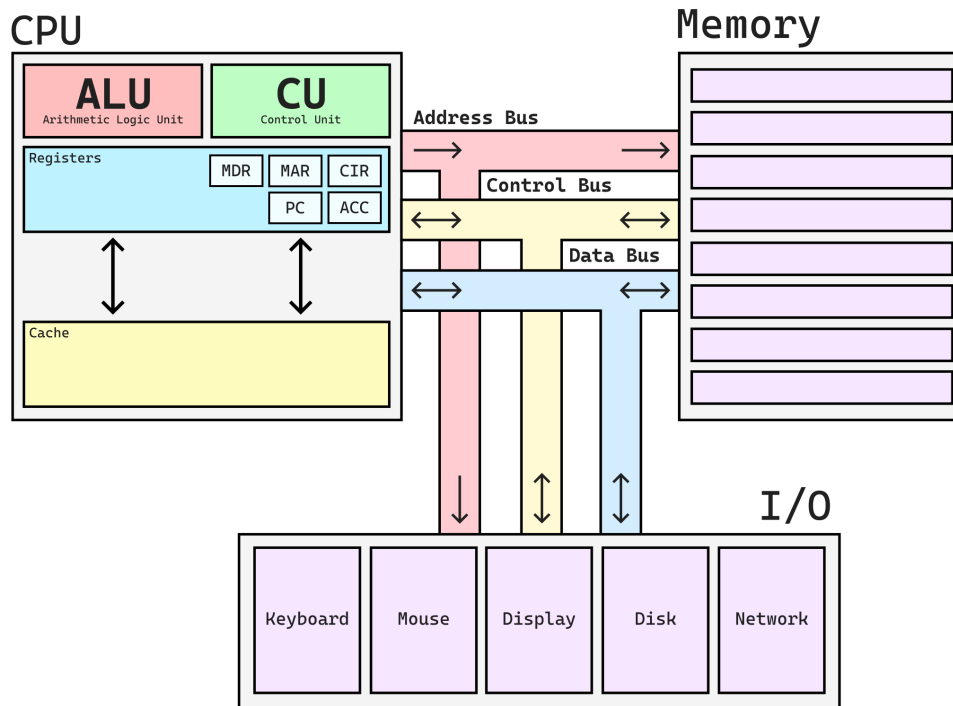 CPU
Memory
ALU
Arithmetic Logic Unit
CU
Control Unit
Address Bus
Registers
MDR
MAR
CIR
PC
ACC
Control Bus
Data Bus
Cache
I/O
Keyboard
Mouse
Display
Disk
Network